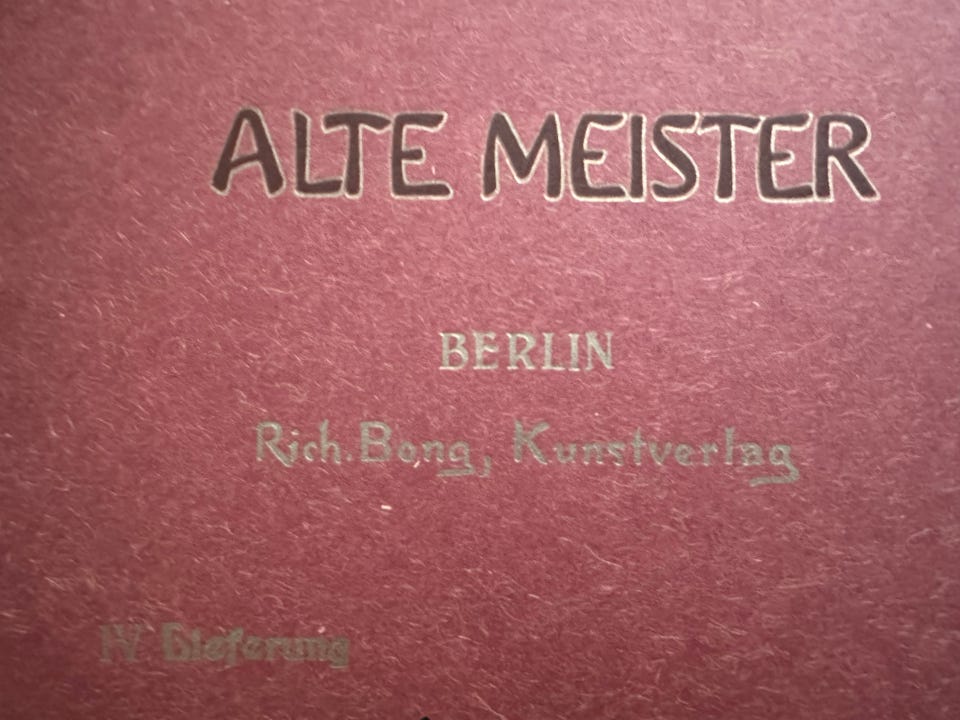 ALTE MEISTER
BERLIN
Rich. Bong, Kunstverlag
IV Lieferung